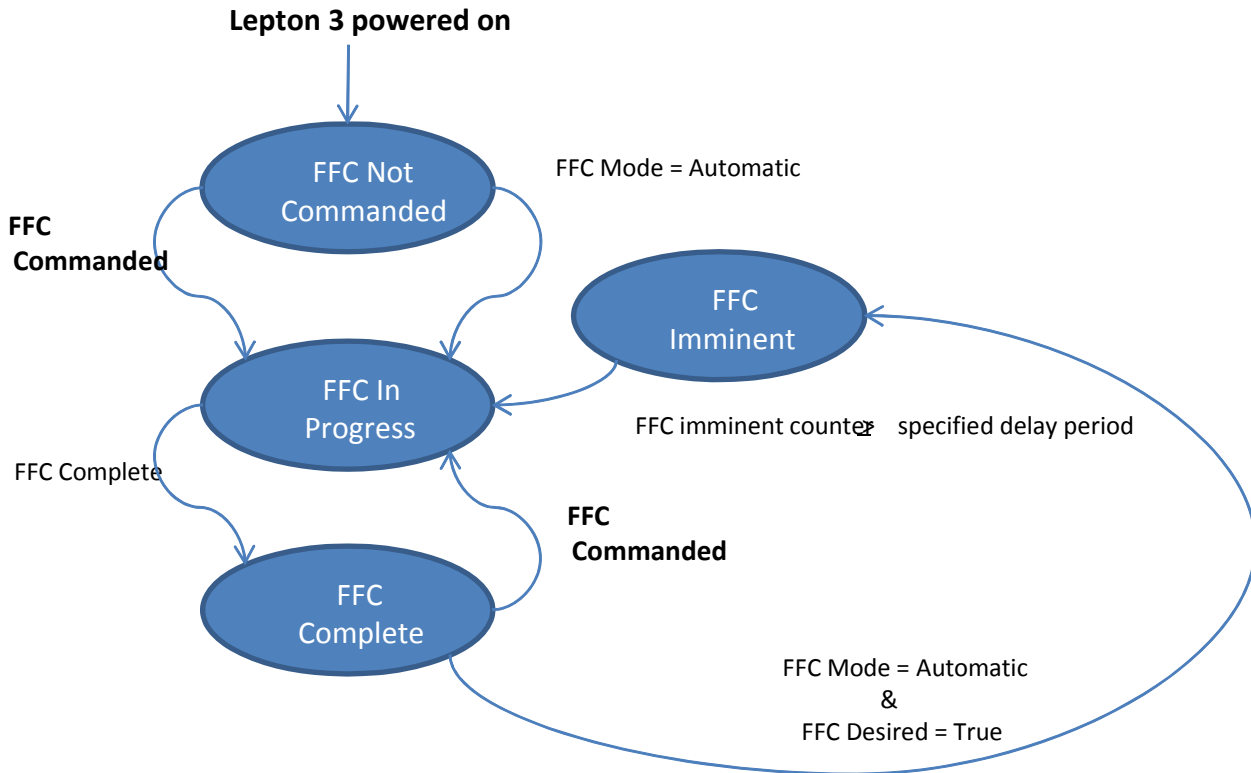 Lepton 3 powered on
FFC Not
Commanded
FFC Mode = Automatic
FFC
Commanded
FFC
Imminent
FFC In
Progress
FFC imminent counter ≥ specified delay period
FFC Complete
FFC
Commanded
FFC
Complete
FFC Mode = Automatic
&
FFC Desired = True